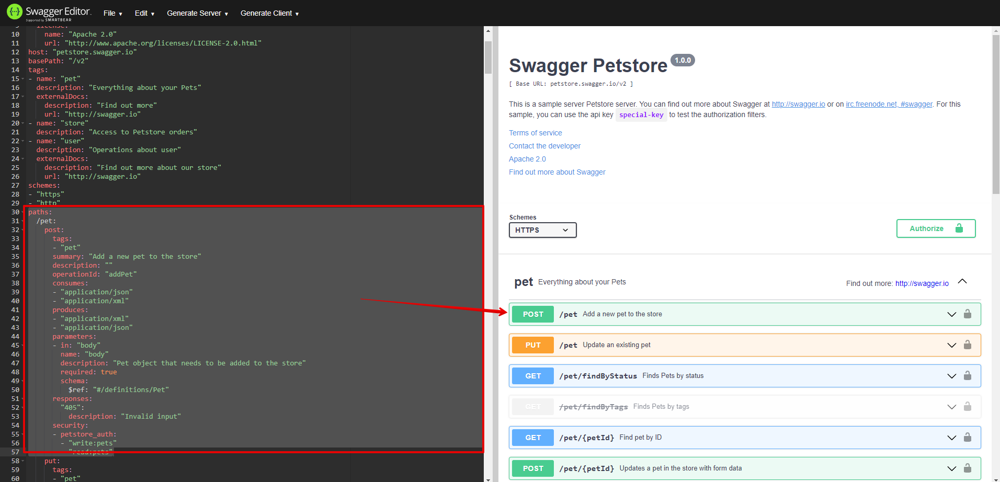 Swagger Editor
Supported by SMARTBEAR
File ▾ Edit ▾ Generate Server ▾ Generate Client ▾
9 license:
10 name: "Apache 2.0"
11 url: "http://www.apache.org/licenses/LICENSE-2.0.html"
12 host: "petstore.swagger.io"
13 basePath: "/v2"
14 tags:
15 - name: "pet"
16 description: "Everything about your Pets"
17 externalDocs:
18 description: "Find out more"
19 url: "http://swagger.io"
20 - name: "store"
21 description: "Access to Petstore orders"
22 - name: "user"
23 description: "Operations about user"
24 externalDocs:
25 description: "Find out more about our store"
26 url: "http://swagger.io"
27 schemes:
28 - "https"
29 - "http"
30 paths:
31 /pet:
32 post:
33 tags:
34 - "pet"
35 summary: "Add a new pet to the store"
36 description: ""
37 operationId: "addPet"
38 consumes:
39 - "application/json"
40 - "application/xml"
41 produces:
42 - "application/xml"
43 - "application/json"
44 parameters:
45 - in: "body"
46 name: "body"
47 description: "Pet object that needs to be added to the store"
48 required: true
49 schema:
50 $ref: "#/definitions/Pet"
51 responses:
52 "405":
53 description: "Invalid input"
54 security:
55 - petstore_auth:
56 - "write:pets"
57 - "read:pets"
58 put:
59 tags:
60 - "pet"
Swagger Petstore 1.0.0
[ Base URL: petstore.swagger.io/v2 ]
This is a sample server Petstore server. You can find out more about Swagger at http://swagger.io or on irc.freenode.net, #swagger. For this
sample, you can use the api key special-key to test the authorization filters.
Terms of service
Contact the developer
Apache 2.0
Find out more about Swagger
Schemes
HTTPS
Authorize
pet Everything about your Pets Find out more: http://swagger.io
POST /pet Add a new pet to the store
PUT /pet Update an existing pet
GET /pet/findByStatus Finds Pets by status
GET /pet/findByTags Finds Pets by tags
GET /pet/{petId} Find pet by ID
POST /pet/{petId} Updates a pet in the store with form data